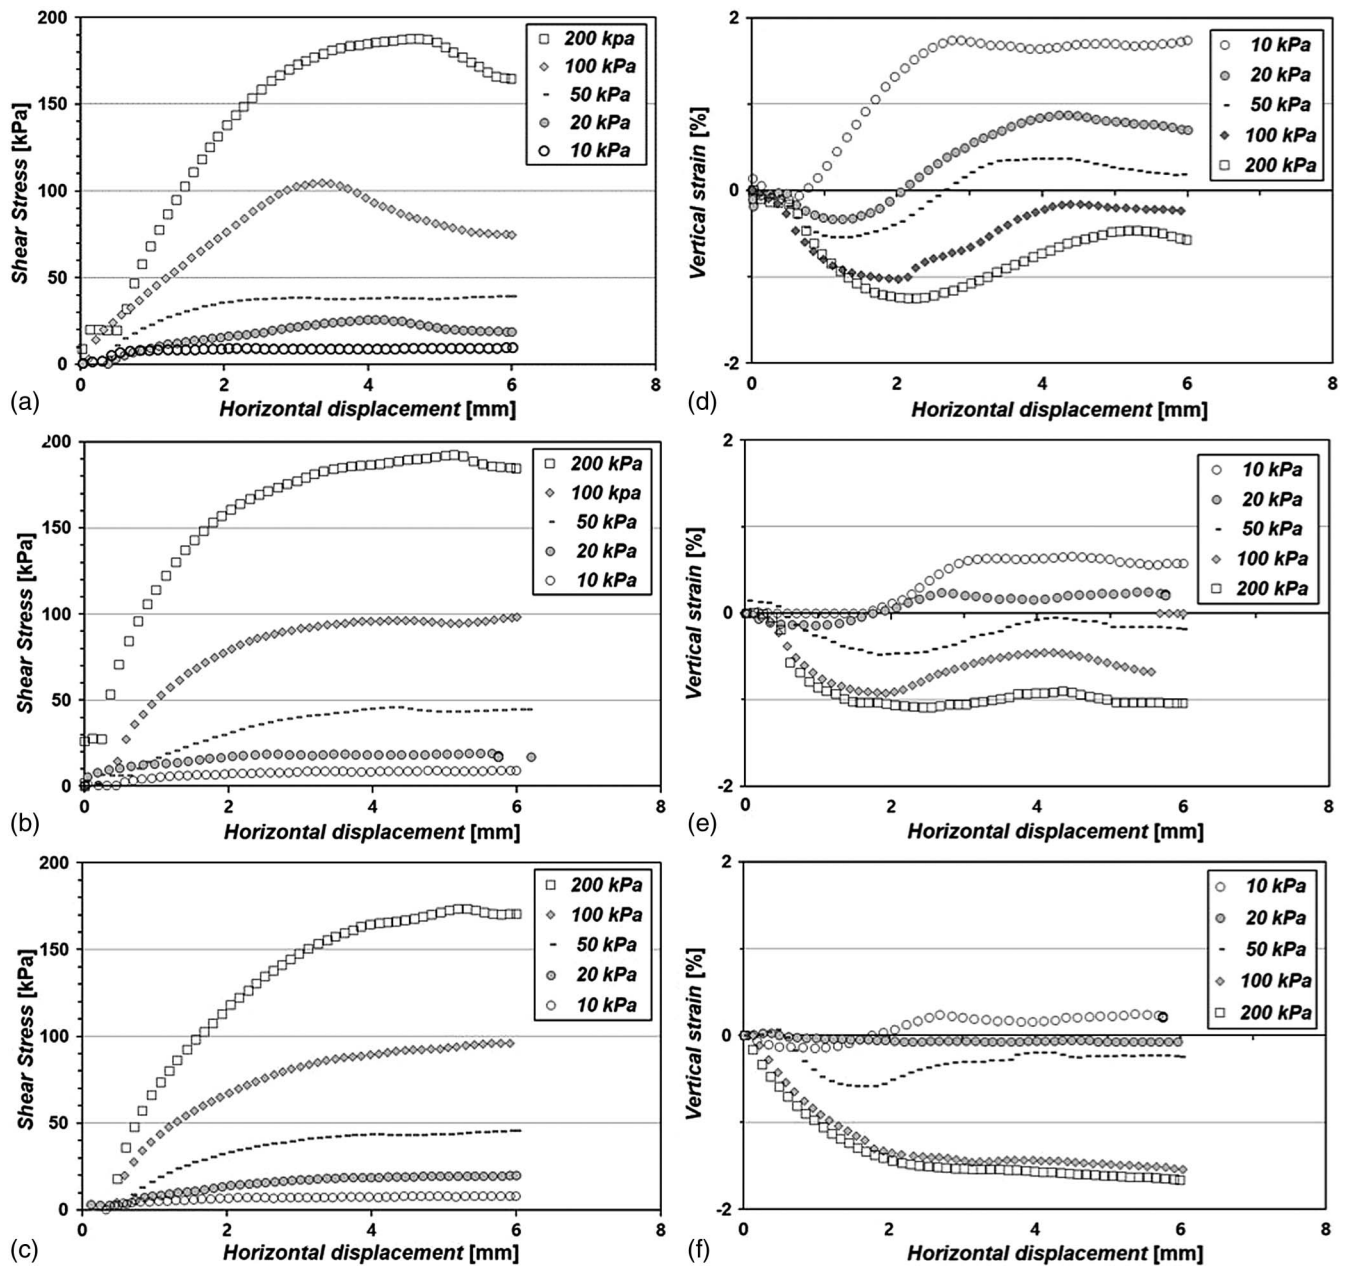 200
150
100
50
0
Shear Stress [kPa]
200 kpa
100 kPa
50 kPa
20 kPa
10 kPa
0 2 4 6 8
Horizontal displacement [mm]
(a)
2
1
0
-1
-2
Vertical strain [%]
10 kPa
20 kPa
50 kPa
100 kPa
200 kPa
0 2 4 6 8
Horizontal displacement [mm]
(d)
200
150
100
50
0
Shear Stress [kPa]
200 kPa
100 kpa
50 kPa
20 kPa
10 kPa
0 2 4 6 8
Horizontal displacement [mm]
(b)
2
1
0
-1
-2
Vertical strain [%]
10 kPa
20 kPa
50 kPa
100 kPa
200 kPa
0 2 4 6 8
Horizontal displacement [mm]
(e)
200
150
100
50
0
Shear Stress [kPa]
200 kPa
100 kPa
50 kPa
20 kPa
10 kPa
0 2 4 6 8
Horizontal displacement [mm]
(c)
2
1
0
-1
-2
Vertical strain [%]
10 kPa
20 kPa
50 kPa
100 kPa
200 kPa
0 2 4 6 8
Horizontal displacement [mm]
(f)